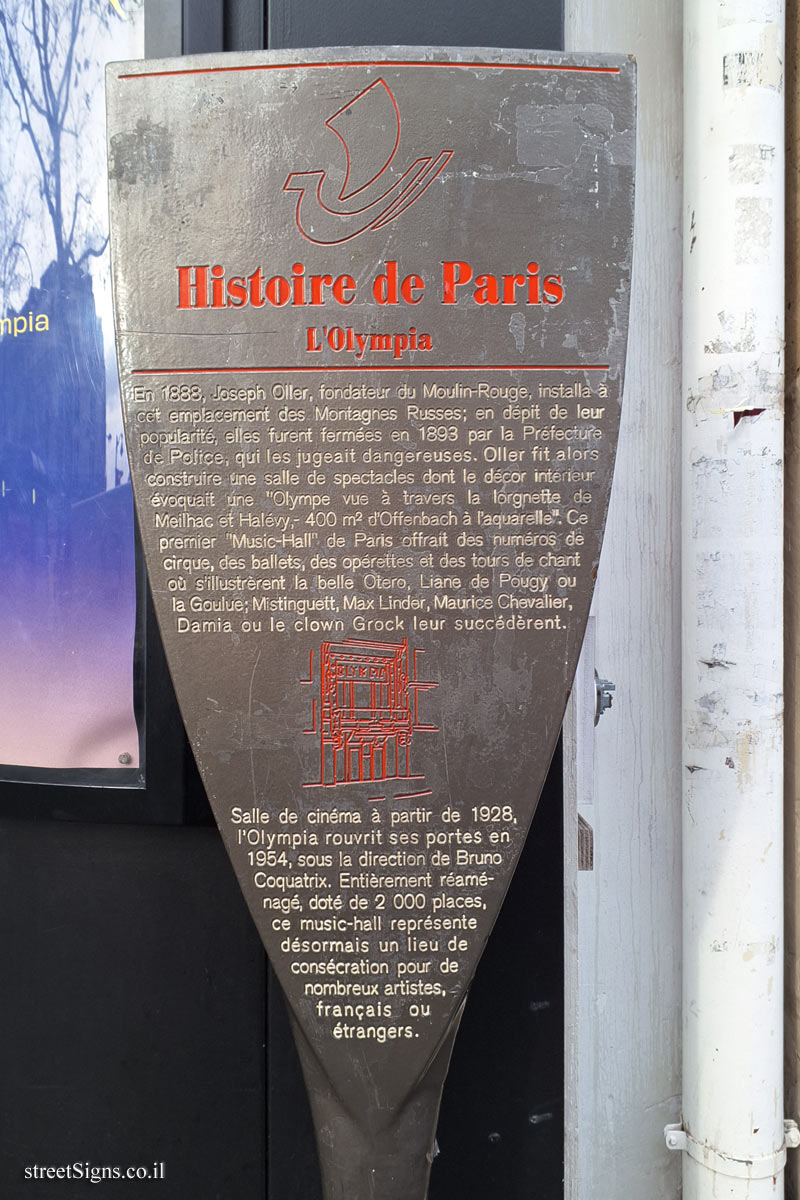 mpia
Histoire de Paris
L'Olympia
En 1888, Joseph Oller, fondateur du Moulin-Rouge, installa à
cet emplacement des Montagnes Russes; en dépit de leur
popularité, elles furent fermées en 1893 par la Préfecture
de Police, qui les jugeait dangereuses. Oller fit alors
construire une salle de spectacles dont le décor intérieur
évoquait une "Olympe vue à travers la lorgnette de
Meilhac et Halévy,- 400 m² d'Offenbach à l'aquarelle". Ce
premier "Music-Hall" de Paris offrait des numéros de
cirque, des ballets, des opérettes et des tours de chant
où s'illustrèrent la belle Otero, Liane de Pougy ou
la Goulue; Mistinguett, Max Linder, Maurice Chevalier,
Damia ou le clown Grock leur succédèrent.
OLYMPIA
Salle de cinéma à partir de 1928,
l'Olympia rouvrit ses portes en
1954, sous la direction de Bruno
Coquatrix. Entièrement réamé-
nagé, doté de 2 000 places,
ce music-hall représente
désormais un lieu de
consécration pour de
nombreux artistes,
français ou
étrangers.
streetSigns.co.il